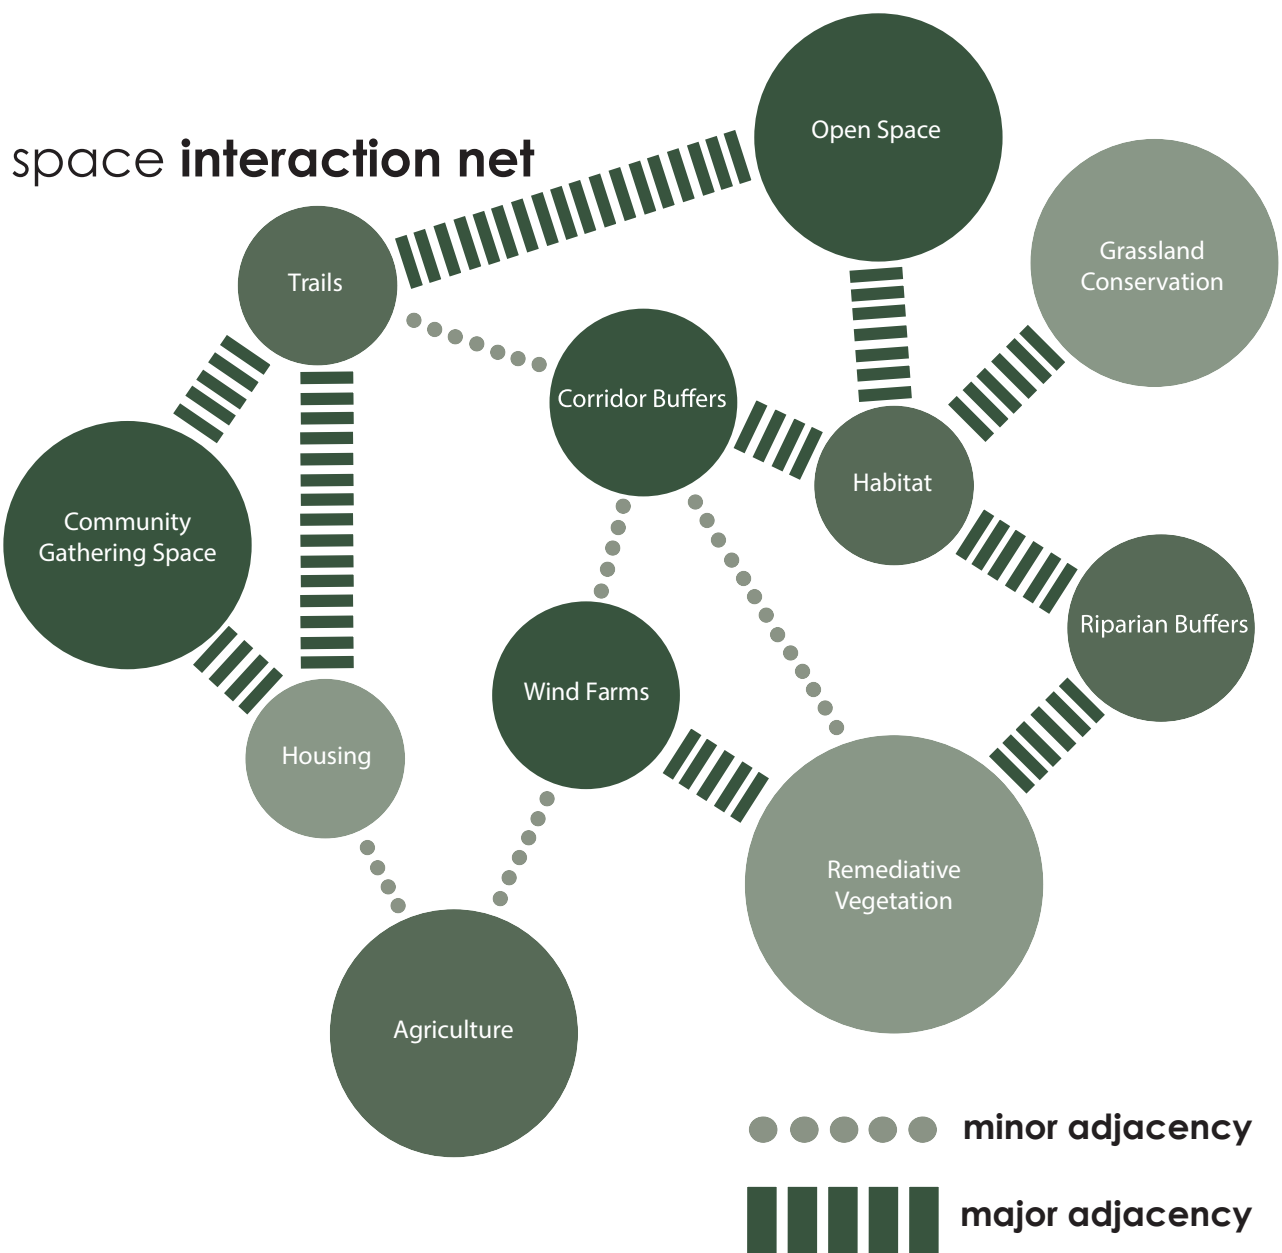 space interaction net
Open Space
Grassland
Conservation
Trails
Corridor Buffers
Habitat
Community
Gathering Space
Riparian Buffers
Wind Farms
Housing
Remediative
Vegetation
Agriculture
minor adjacency
major adjacency